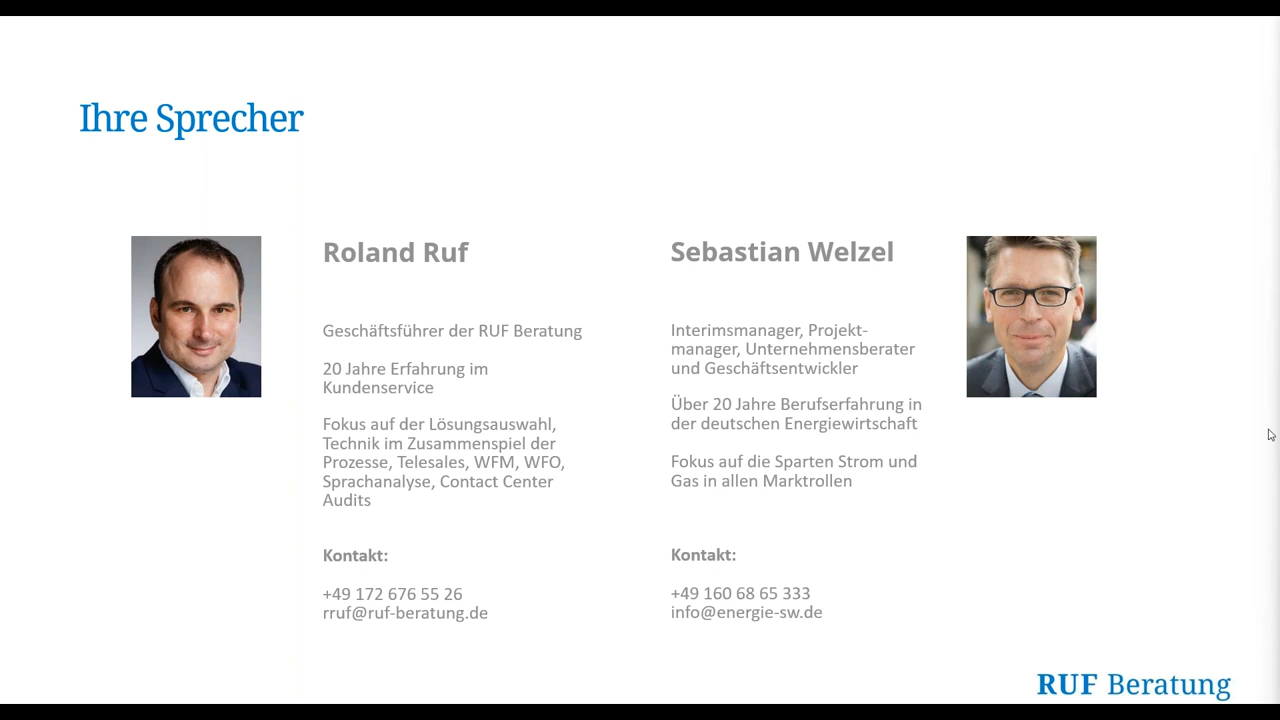 Ihre Sprecher
Roland Ruf
Geschäftsführer der RUF Beratung
20 Jahre Erfahrung im
Kundenservice
Fokus auf der Lösungsauswahl,
Technik im Zusammenspiel der
Prozesse, Telesales, WFM, WFO,
Sprachanalyse, Contact Center
Audits
Kontakt:
+49 172 676 55 26
rruf@ruf-beratung.de
Sebastian Welzel
Interimsmanager, Projekt-
manager, Unternehmensberater
und Geschäftsentwickler
Über 20 Jahre Berufserfahrung in
der deutschen Energiewirtschaft
Fokus auf die Sparten Strom und
Gas in allen Marktrollen
Kontakt:
+49 160 68 65 333
info@energie-sw.de
RUF Beratung